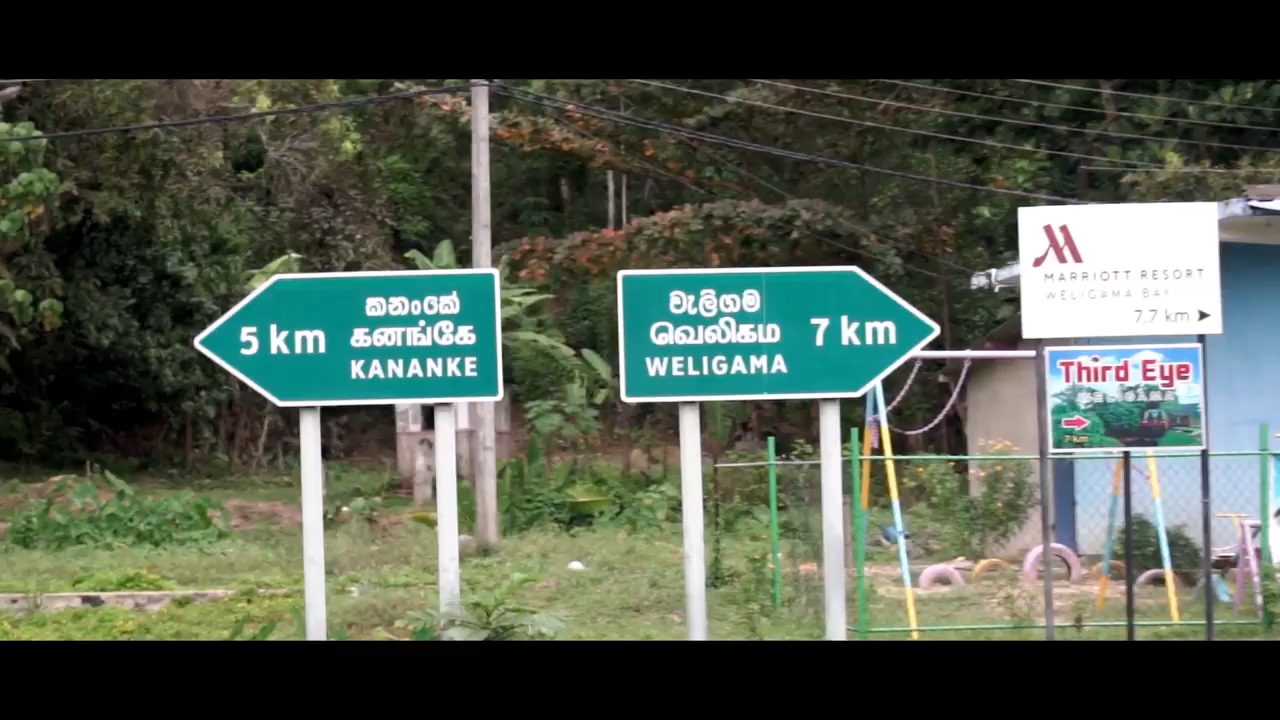 5 km
කනංකේ
கனங்கே
KANANKE
වැලිගම
வெலிகம
WELIGAMA
7 km
MARRIOTT RESORT
WELIGAMA BAY
7.7 km
Third Eye
WELIGAMA
7 km